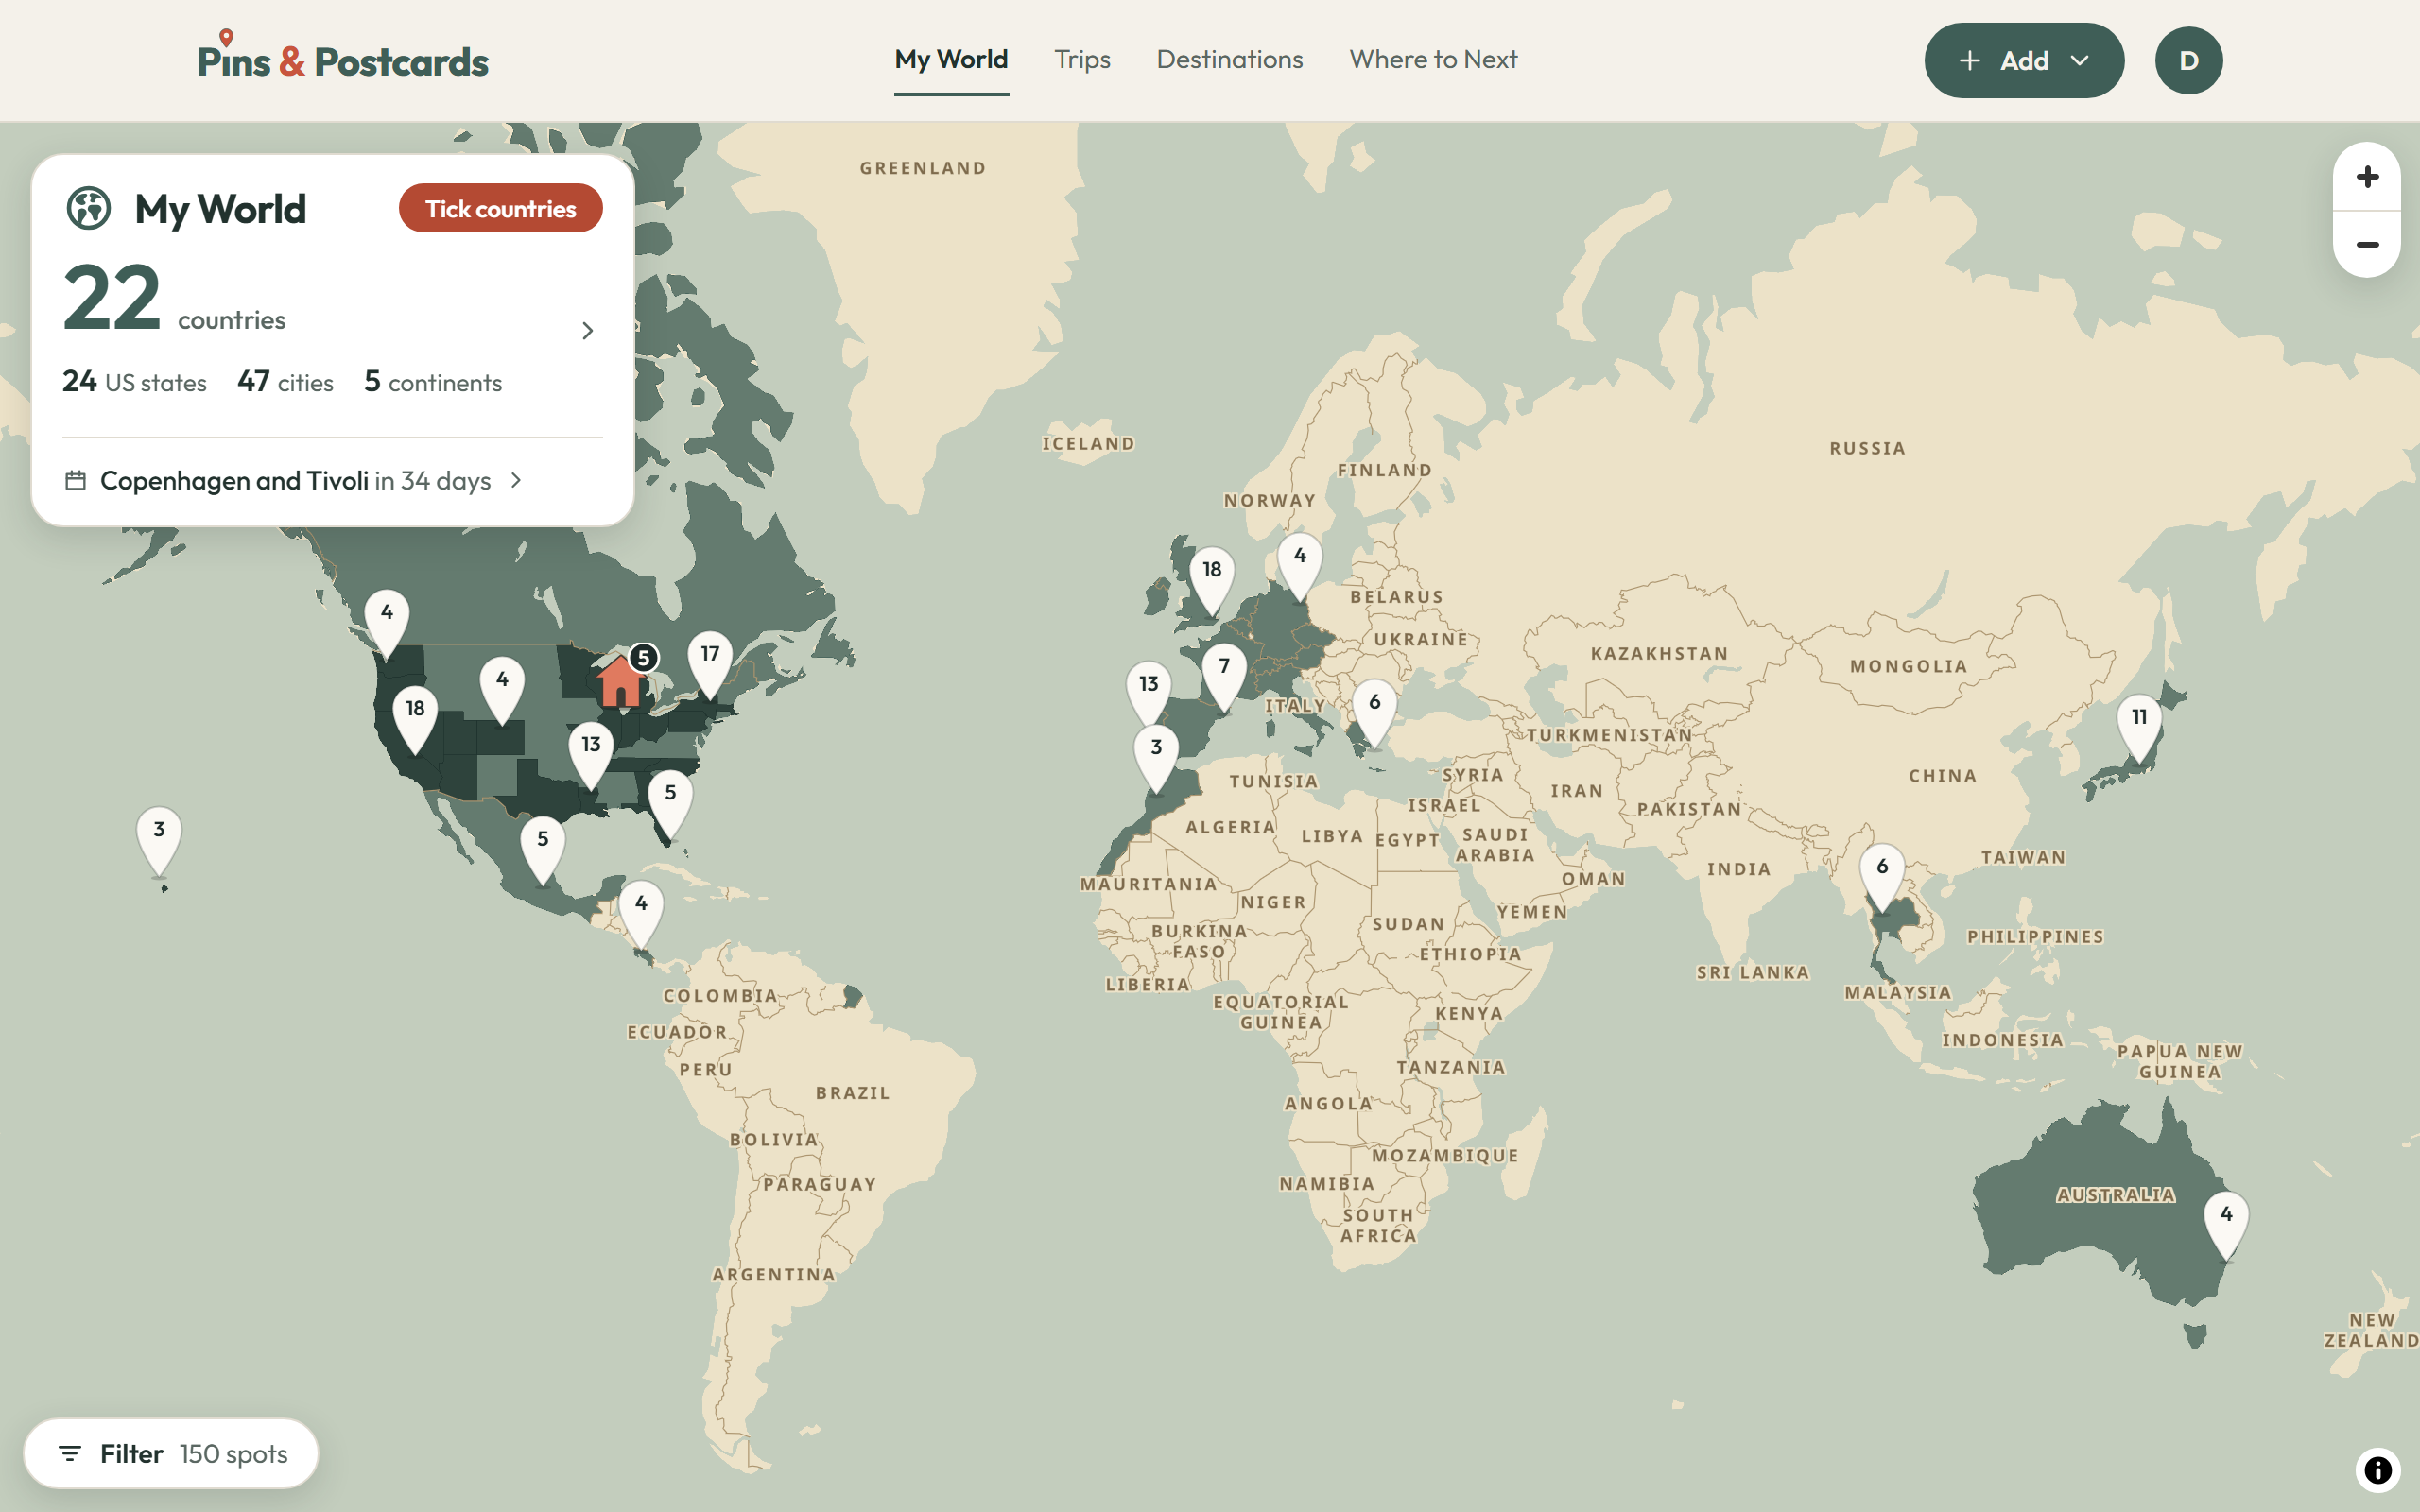 Pins & Postcards
My World
Trips
Destinations
Where to Next
Add
D
My World
Tick countries
22 countries
24 US states 47 cities 5 continents
Copenhagen and Tivoli in 34 days
GREENLAND
ICELAND
RUSSIA
FINLAND
NORWAY
4
18
4
BELARUS
UKRAINE
KAZAKHSTAN
MONGOLIA
4
5
17
4
7
13
18
ITALY
6
11
13
3
TURKMENISTAN
CHINA
TUNISIA
SYRIA
IRAN
5
ISRAEL
PAKISTAN
3
5
ALGERIA
LIBYA
EGYPT
SAUDI
ARABIA
TAIWAN
6
INDIA
OMAN
MAURITANIA
4
NIGER
YEMEN
SUDAN
BURKINA
FASO
PHILIPPINES
ETHIOPIA
SRI LANKA
LIBERIA
MALAYSIA
COLOMBIA
EQUATORIAL
GUINEA
KENYA
ECUADOR
INDONESIA
PAPUA NEW
GUINEA
PERU
TANZANIA
BRAZIL
ANGOLA
BOLIVIA
MOZAMBIQUE
PARAGUAY
NAMIBIA
AUSTRALIA
4
SOUTH
AFRICA
ARGENTINA
NEW
ZEALAND
Filter 150 spots